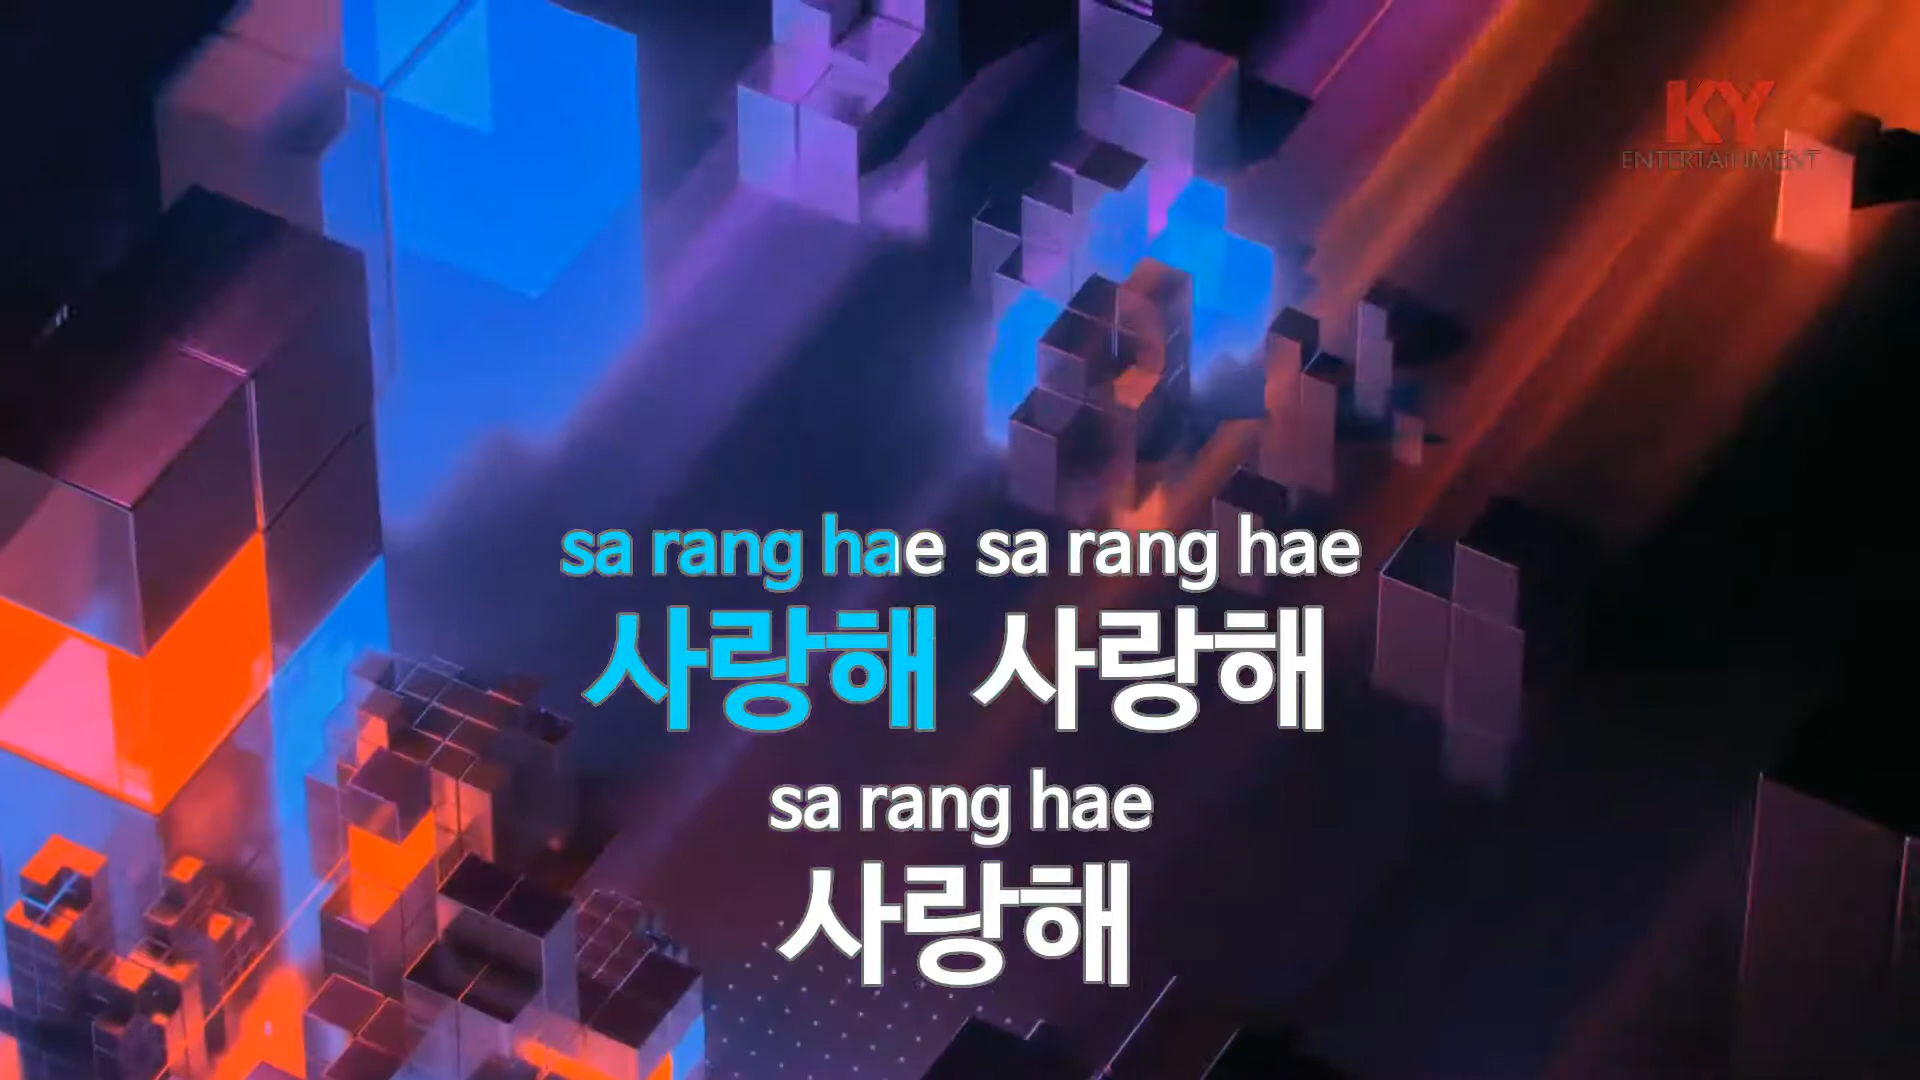 KY
ENTERTAINMENT
sa rang hae sa rang hae
사랑해 사랑해
sa rang hae
사랑해